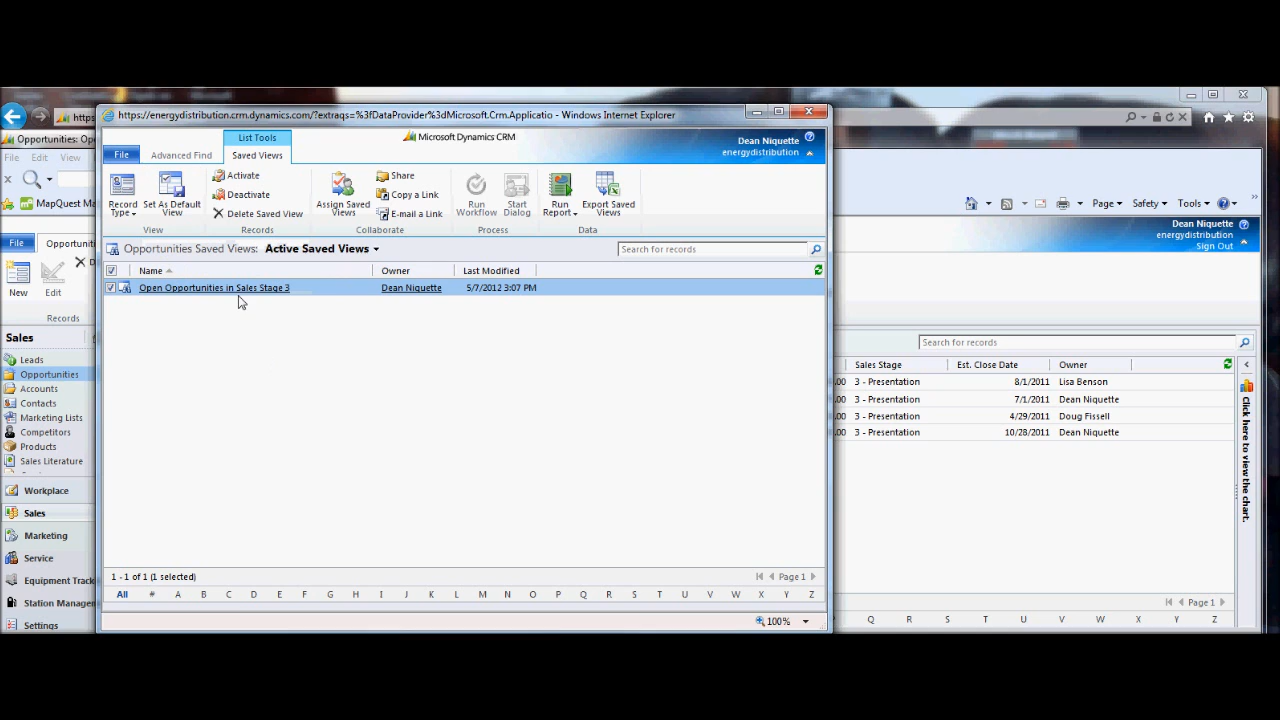 https://energydistribution.crm.dynamics.com/?extraqs=%3fDataProvider%3dMicrosoft.Crm.Applicatio - Windows Internet Explorer
List Tools
Microsoft Dynamics CRM
Dean Niquette
energydistribution
File
Advanced Find
Saved Views
Record Type
Set As Default View
Activate
Deactivate
Delete Saved View
Assign Saved Views
Share
Copy a Link
E-mail a Link
Run Workflow
Start Dialog
Run Report
Export Saved Views
View
Records
Collaborate
Process
Data
Opportunities Saved Views: Active Saved Views
Search for records
Name
Owner
Last Modified
Open Opportunities in Sales Stage 3
Dean Niquette
5/7/2012 3:07 PM
1 - 1 of 1 (1 selected)
Page 1
All # A B C D E F G H I J K L M N O P Q R S T U V W X Y Z
100%
https
Opportunities: Op
File Edit View
x
MapQuest Ma
File
Opportuni
New
Edit
Records
Sales
Leads
Opportunities
Accounts
Contacts
Marketing Lists
Competitors
Products
Sales Literature
Workplace
Sales
Marketing
Service
Equipment Track
Station Managem
Settings
Page
Safety
Tools
Dean Niquette
energydistribution
Sign Out
Search for records
Sales Stage
Est. Close Date
Owner
.00 3 - Presentation 8/1/2011 Lisa Benson
.00 3 - Presentation 7/1/2011 Dean Niquette
.00 3 - Presentation 4/29/2011 Doug Fissell
.00 3 - Presentation 10/28/2011 Dean Niquette
Click here to view the chart.
Page 1
Q R S T U V W X Y Z